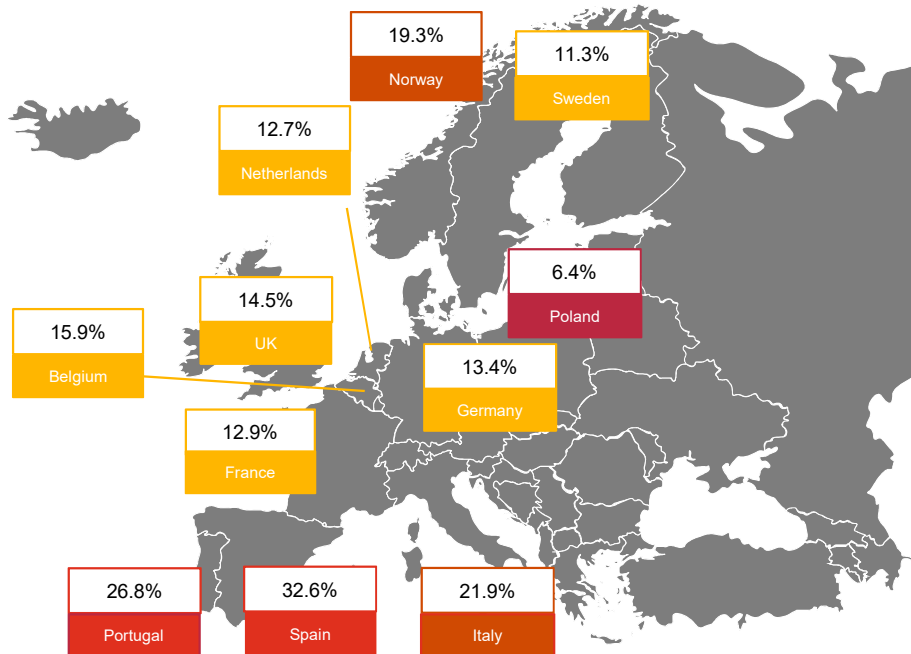 19.3%
Norway
11.3%
Sweden
12.7%
Netherlands
6.4%
Poland
14.5%
UK
15.9%
Belgium
13.4%
Germany
12.9%
France
26.8%
Portugal
32.6%
Spain
21.9%
Italy